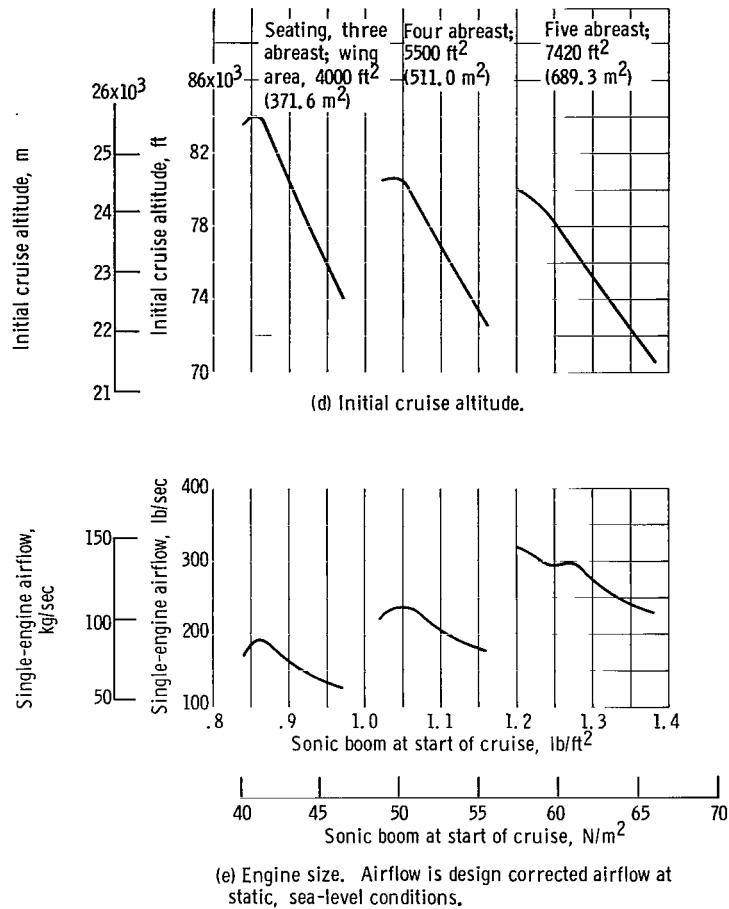 Seating, three
abreast; wing
area, 4000 ft2
(371.6 m2)
Four abreast;
5500 ft2
(511.0 m2)
Five abreast;
7420 ft2
(689.3 m2)
Initial cruise altitude, m
26x103
25
24
23
22
21
Initial cruise altitude, ft
86x103
82
78
74
70
(d) Initial cruise altitude.
Single-engine airflow,
kg/sec
150
100
50
Single-engine airflow, lb/sec
400
300
200
100
.8 .9 1.0 1.1 1.2 1.3 1.4
Sonic boom at start of cruise, lb/ft2
40 45 50 55 60 65 70
Sonic boom at start of cruise, N/m2
(e) Engine size. Airflow is design corrected airflow at
static, sea-level conditions.